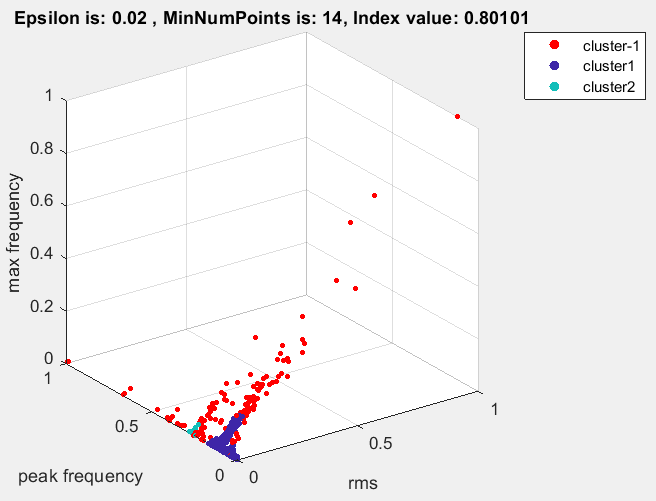 Epsilon is: 0.02 , MinNumPoints is: 14, Index value: 0.80101
cluster-1
cluster1
cluster2
1
0.8
0.6
0.4
0.2
0
max frequency
1
0.5
0
peak frequency
0
0.5
1
rms